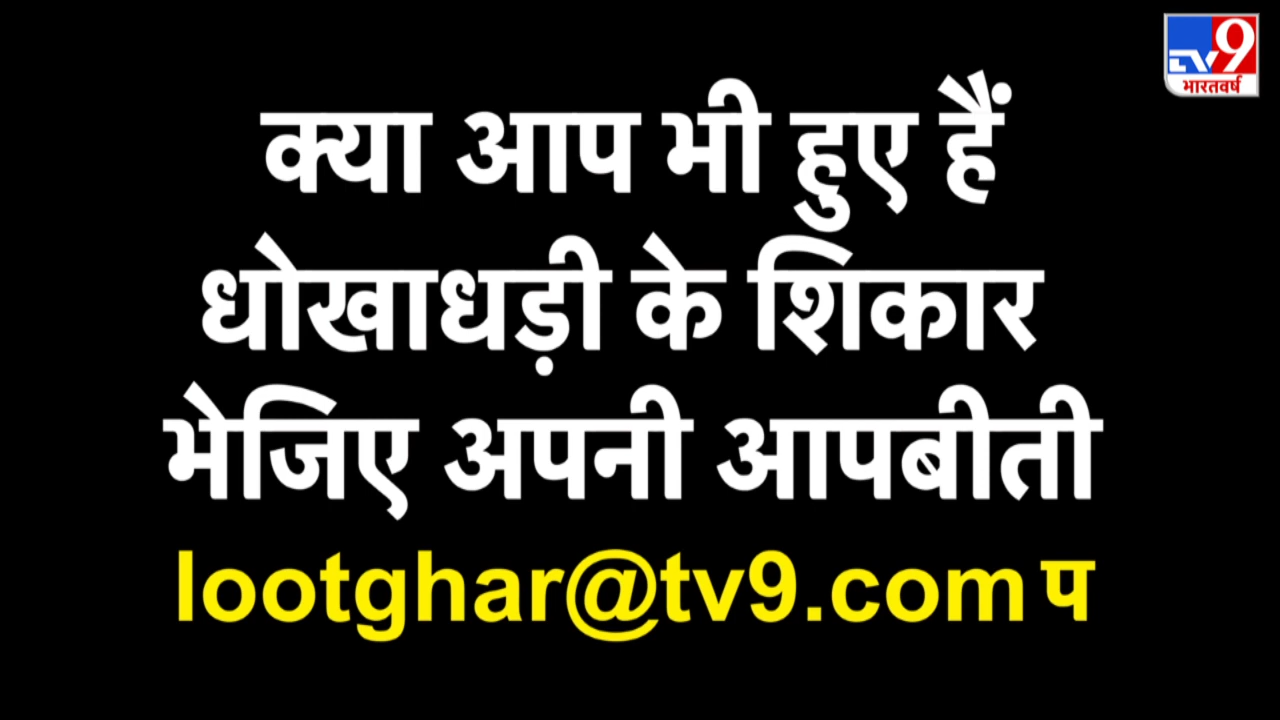 TV9
भारतवर्ष
क्या आप भी हुए हैं
धोखाधड़ी के शिकार
भेजिए अपनी आपबीती
lootghar@tv9.com प